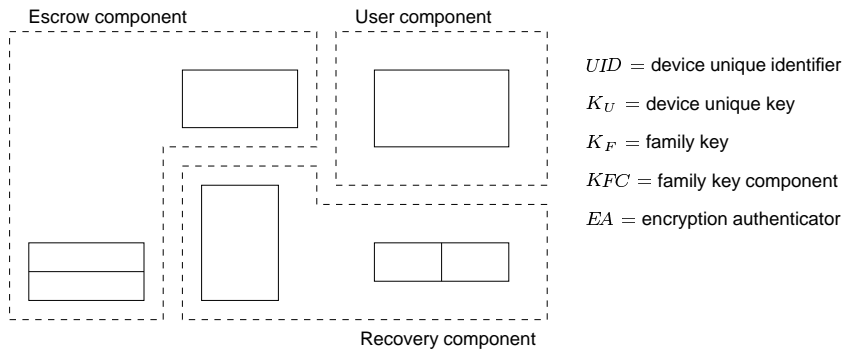 Escrow component
User component
UID = device unique identifier
K_U = device unique key
K_F = family key
KFC = family key component
EA = encryption authenticator
Recovery component